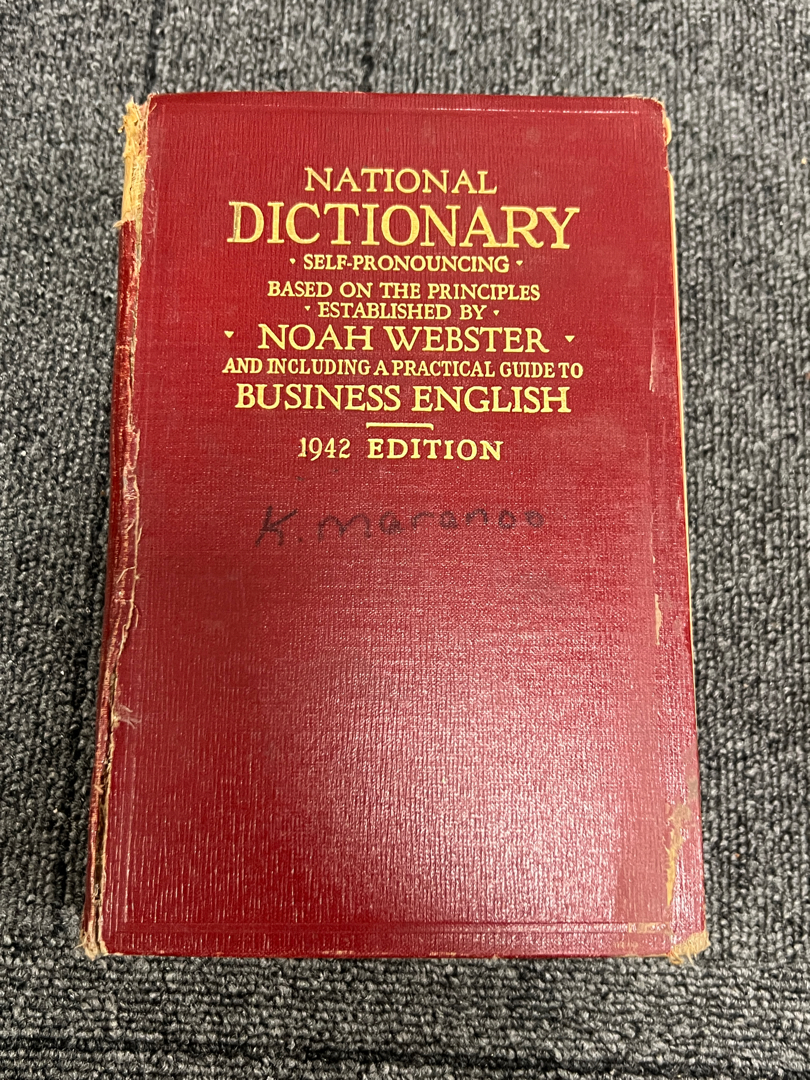 NATIONAL
DICTIONARY
SELF-PRONOUNCING
BASED ON THE PRINCIPLES
ESTABLISHED BY
NOAH WEBSTER
AND INCLUDING A PRACTICAL GUIDE TO
BUSINESS ENGLISH
1942 EDITION
K. maranoo